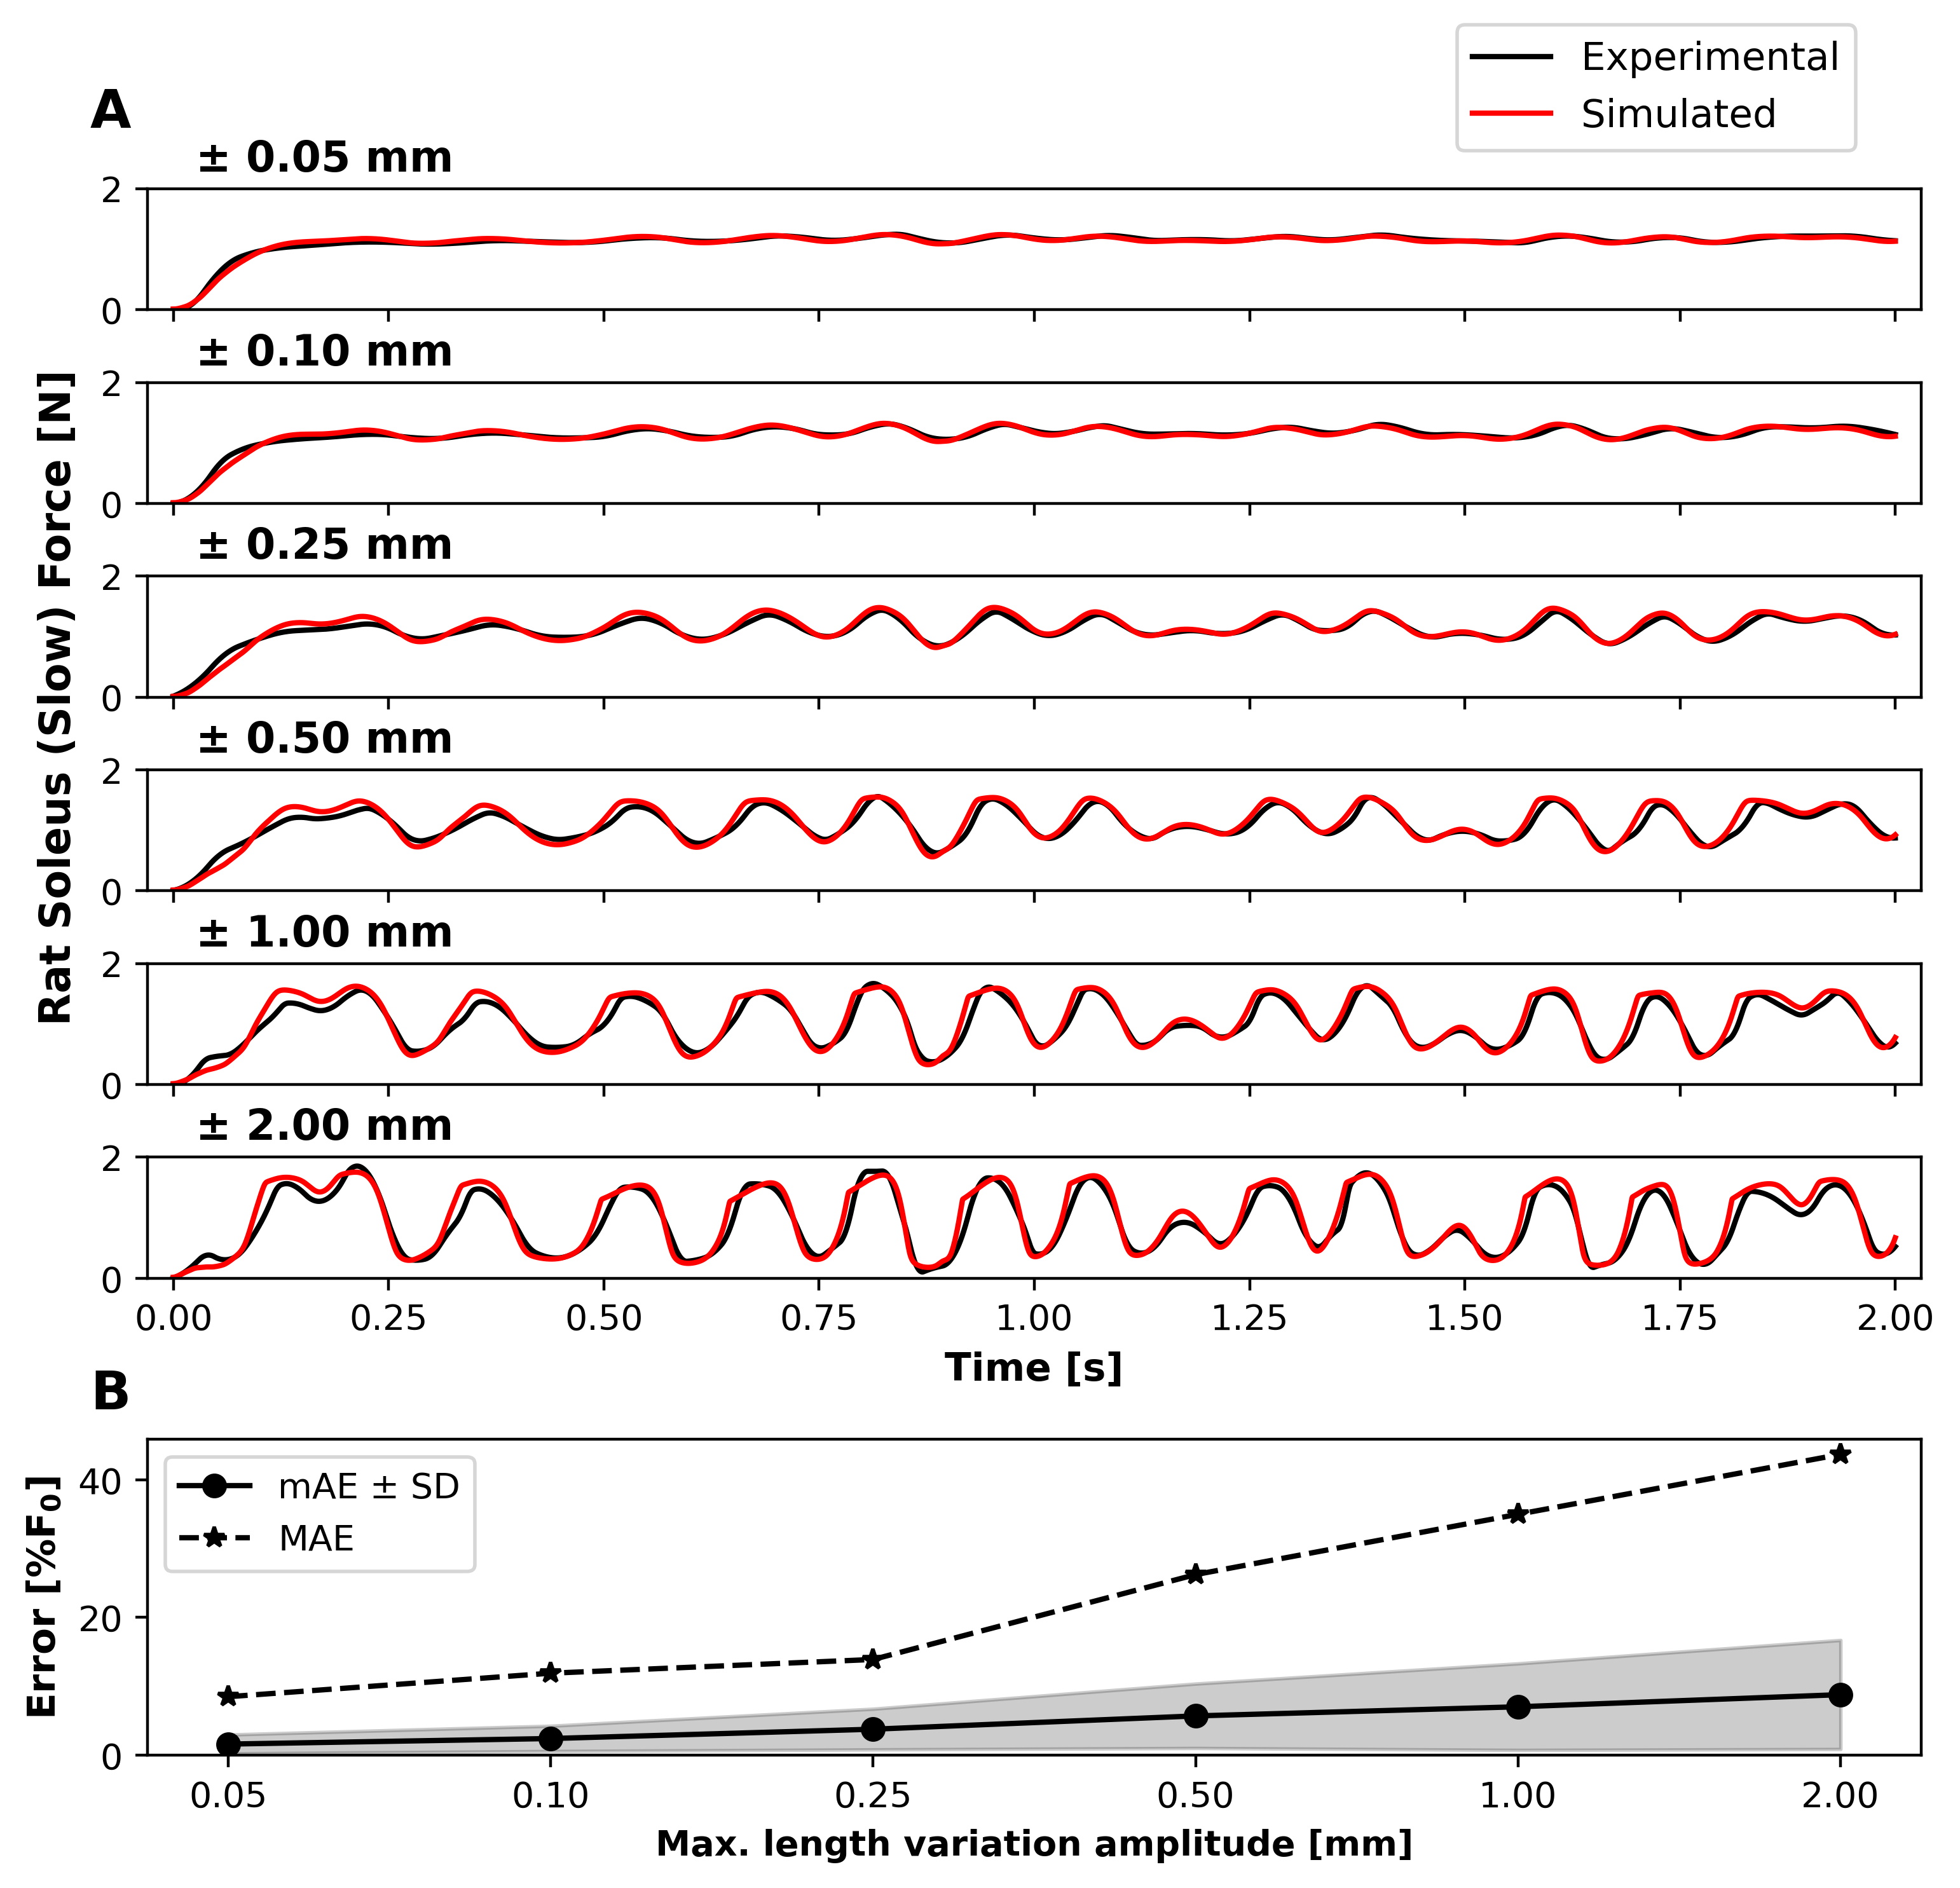 Experimental
Simulated
A
± 0.05 mm
2
0
± 0.10 mm
2
0
± 0.25 mm
2
0
± 0.50 mm
2
0
± 1.00 mm
2
0
± 2.00 mm
2
0
Rat Soleus (Slow) Force [N]
0.00 0.25 0.50 0.75 1.00 1.25 1.50 1.75 2.00
Time [s]
B
mAE ± SD
MAE
40
20
0
Error [%F₀]
0.05 0.10 0.25 0.50 1.00 2.00
Max. length variation amplitude [mm]